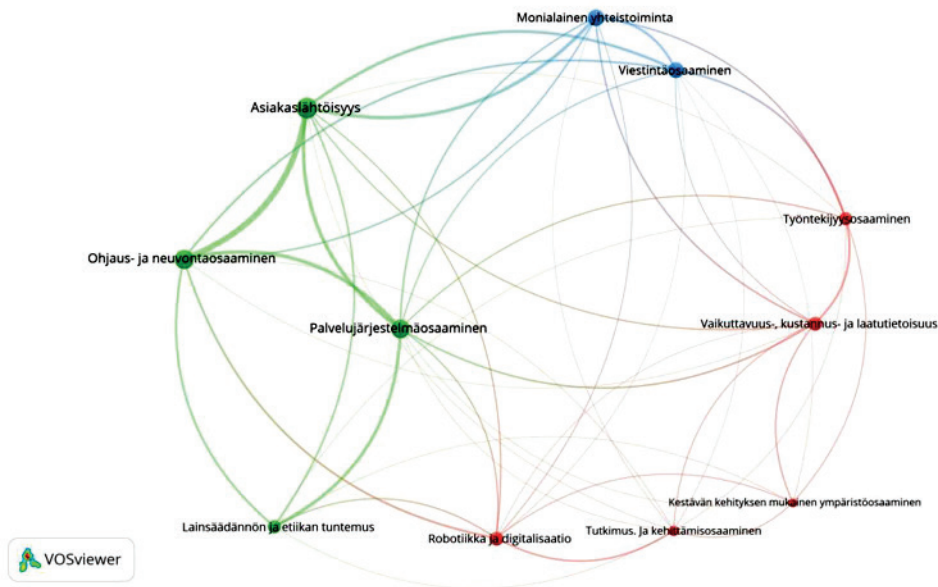 Monialainen yhteistoiminta
Viestintäosaaminen
Asiakaslähtöisyys
Työntekijyysosaaminen
Ohjaus- ja neuvontaosaaminen
Palvelujärjestelmäosaaminen
Vaikuttavuus-, kustannus- ja laatutietoisuus
Kestävän kehityksen mukainen ympäristöosaaminen
Lainsäädännön ja etiikan tuntemus
Robotiikka ja digitalisaatio
Tutkimus. Ja kehittämisosaaminen
VOSviewer